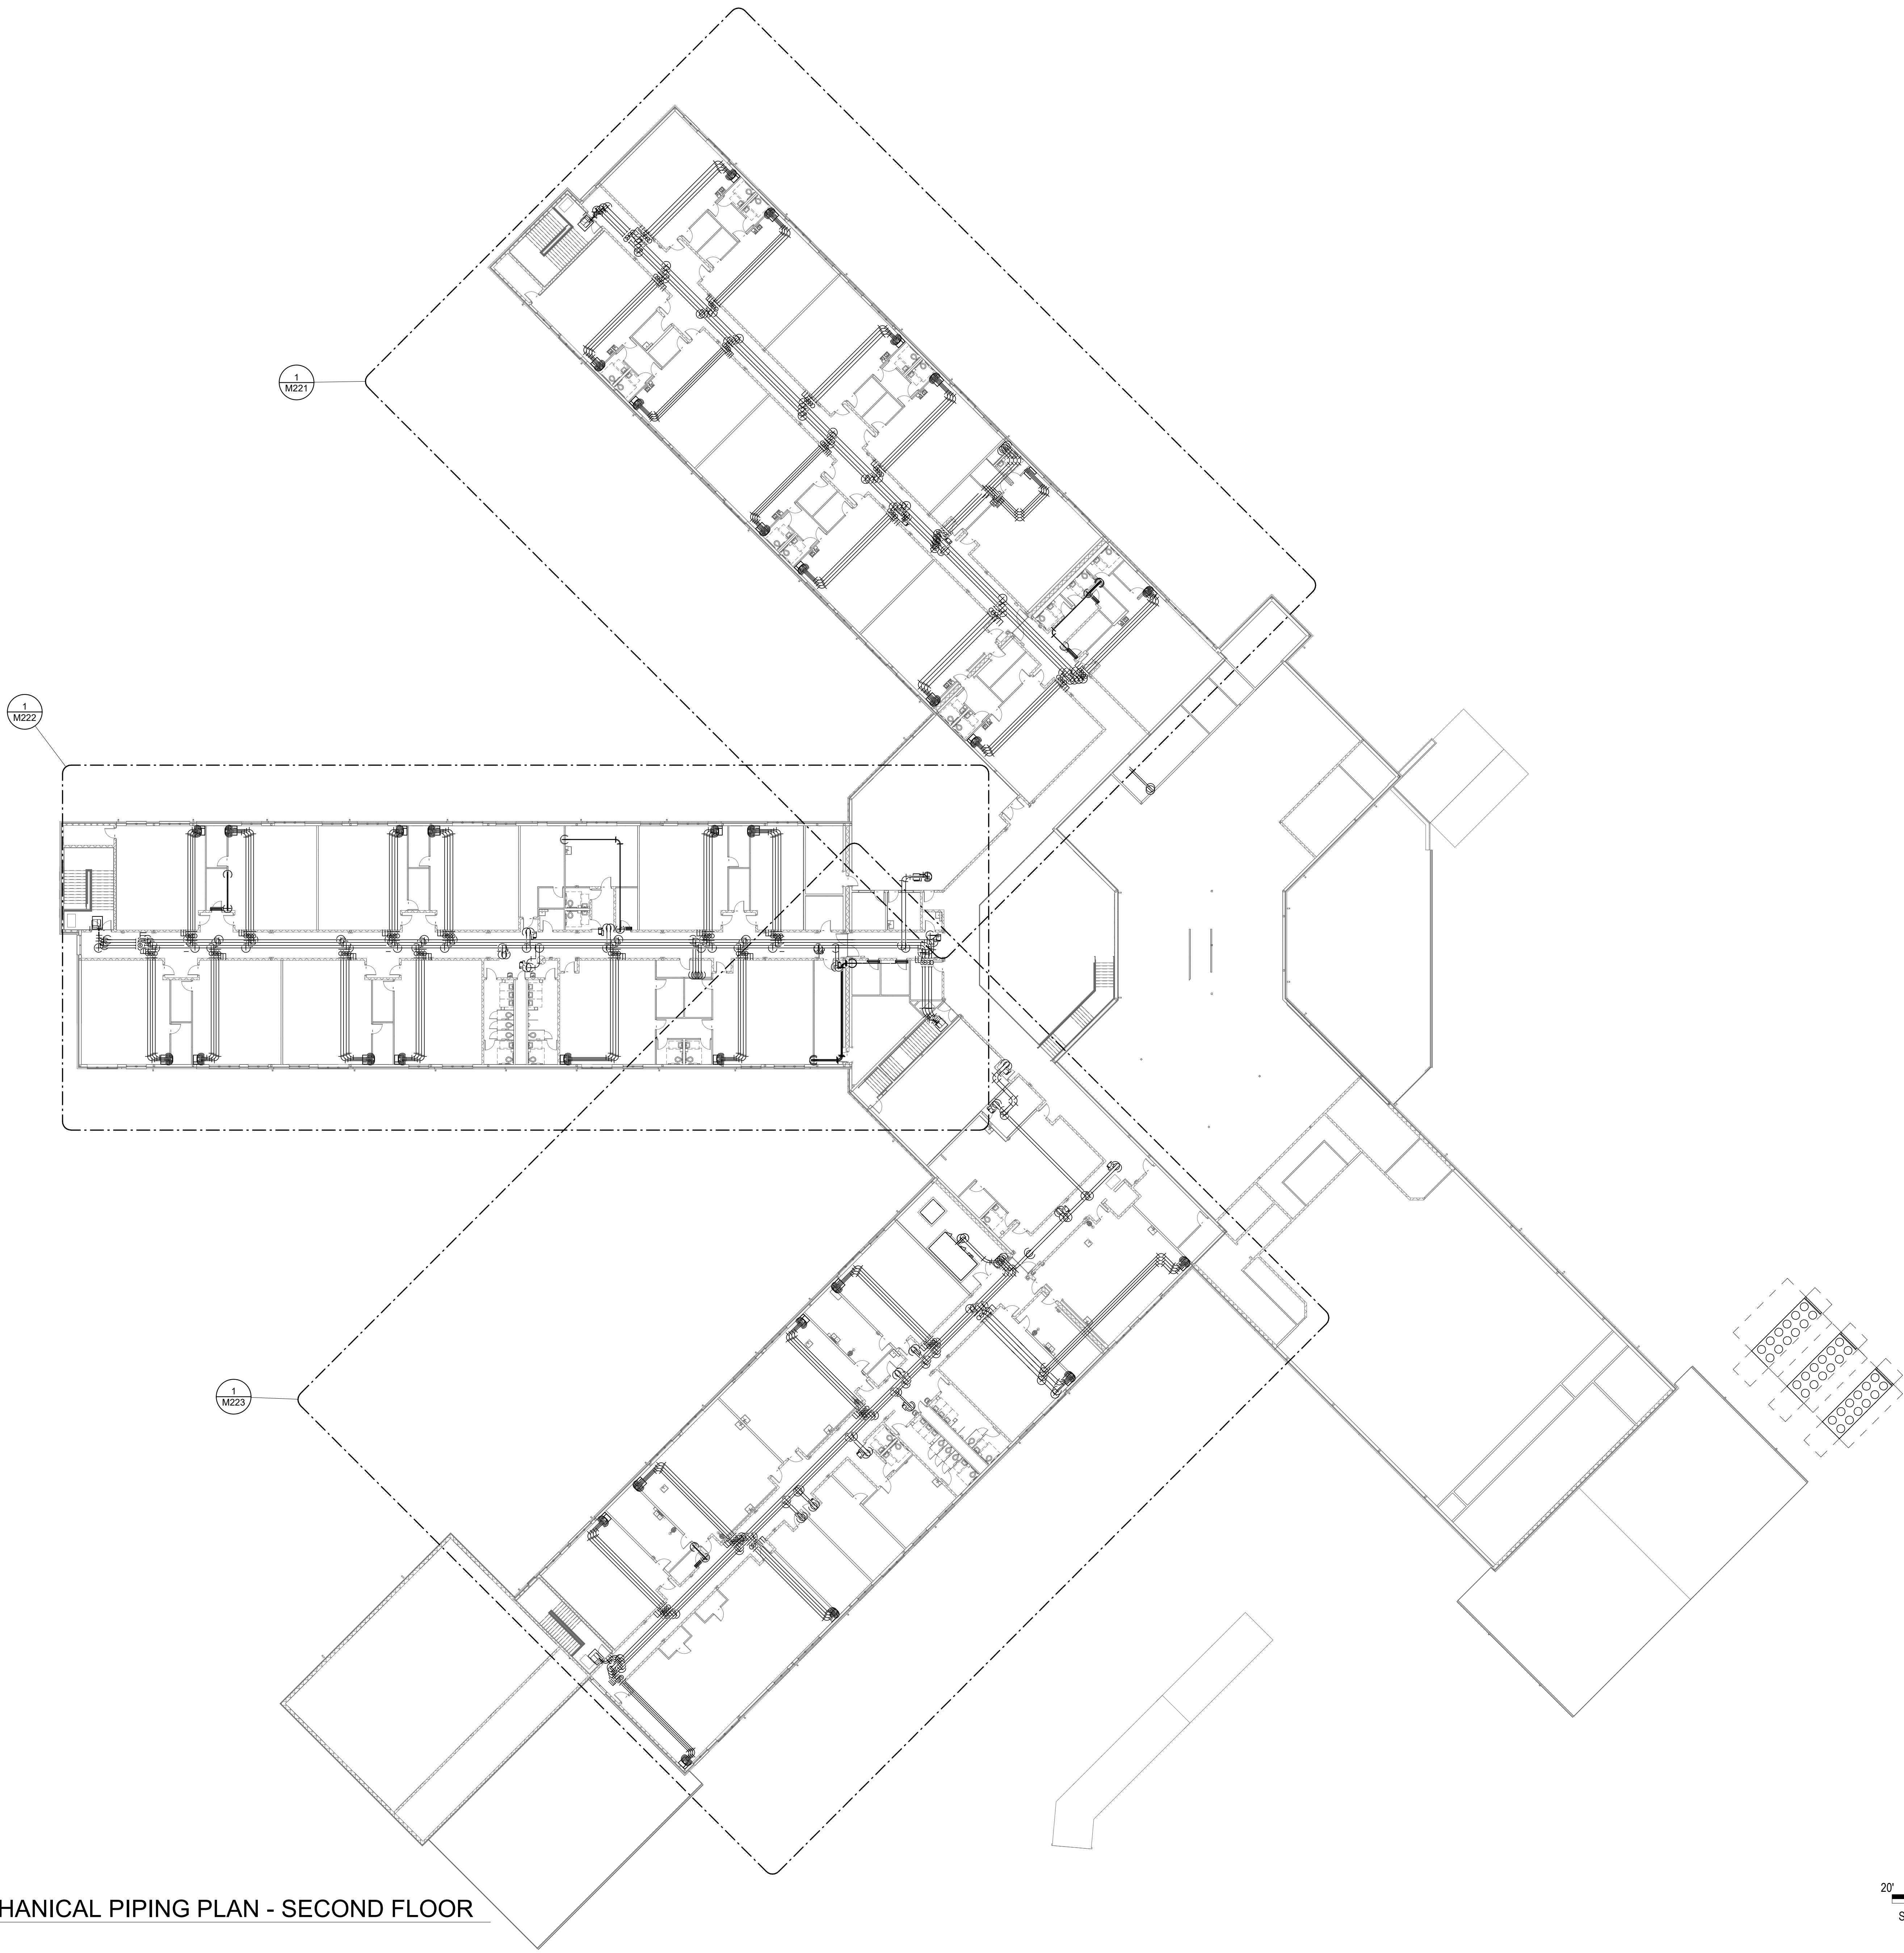 1
M221
1
M222
1
M223
HANICAL PIPING PLAN - SECOND FLOOR
20'
S